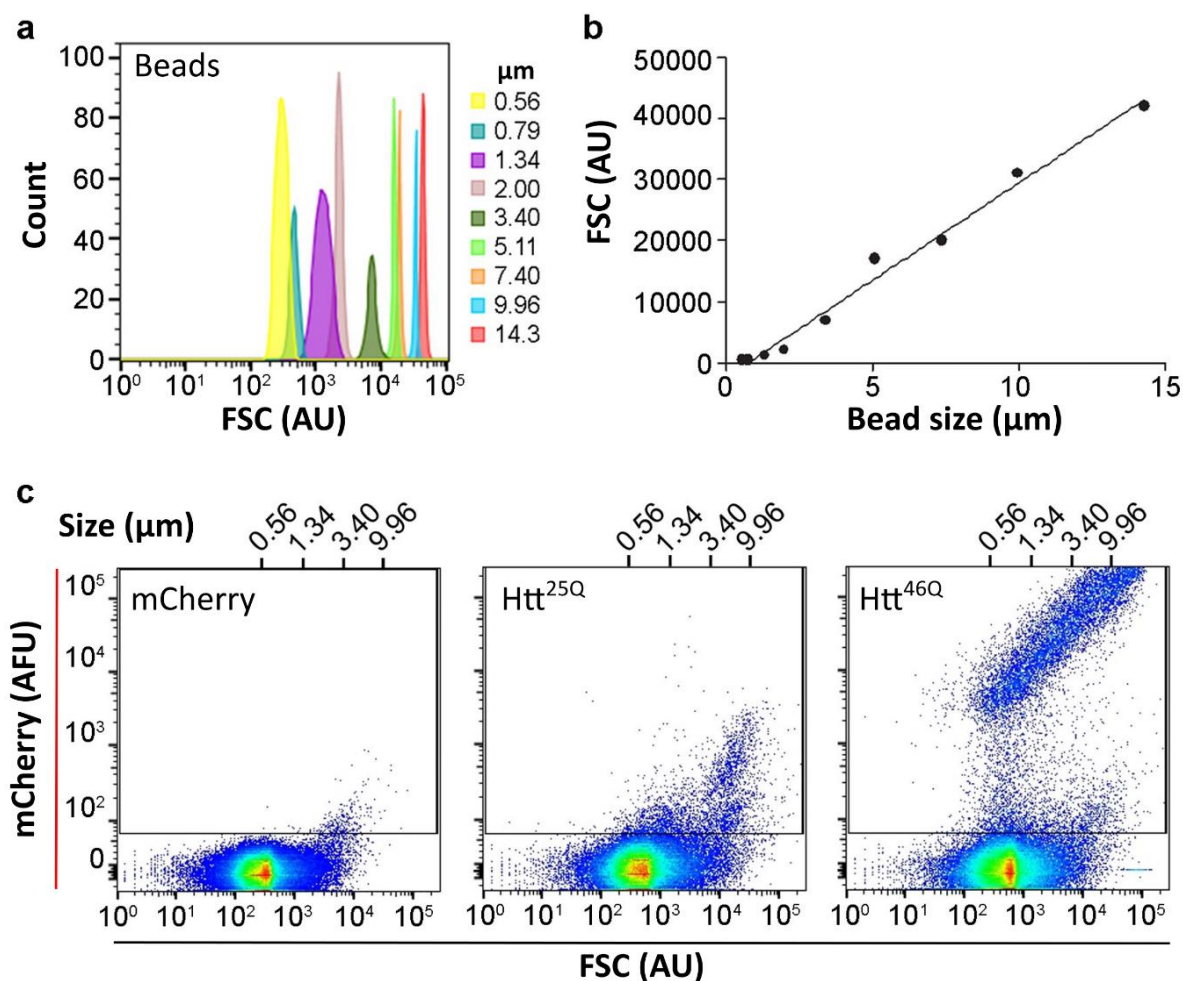 a
Beads
Count
100
80
60
40
20
0
10⁰ 10¹ 10² 10³ 10⁴ 10⁵
FSC (AU)
µm
0.56
0.79
1.34
2.00
3.40
5.11
7.40
9.96
14.3
b
FSC (AU)
50000
40000
30000
20000
10000
0
0 5 10 15
Bead size (µm)
c
Size (µm)
0.56 1.34 3.40 9.96
0.56 1.34 3.40 9.96
0.56 1.34 3.40 9.96
mCherry
Htt²⁵Q
Htt⁴⁶Q
mCherry (AFU)
10⁵
10⁴
10³
10²
0
10⁰ 10¹ 10² 10³ 10⁴ 10⁵
10⁰ 10¹ 10² 10³ 10⁴ 10⁵
10⁰ 10¹ 10² 10³ 10⁴ 10⁵
FSC (AU)